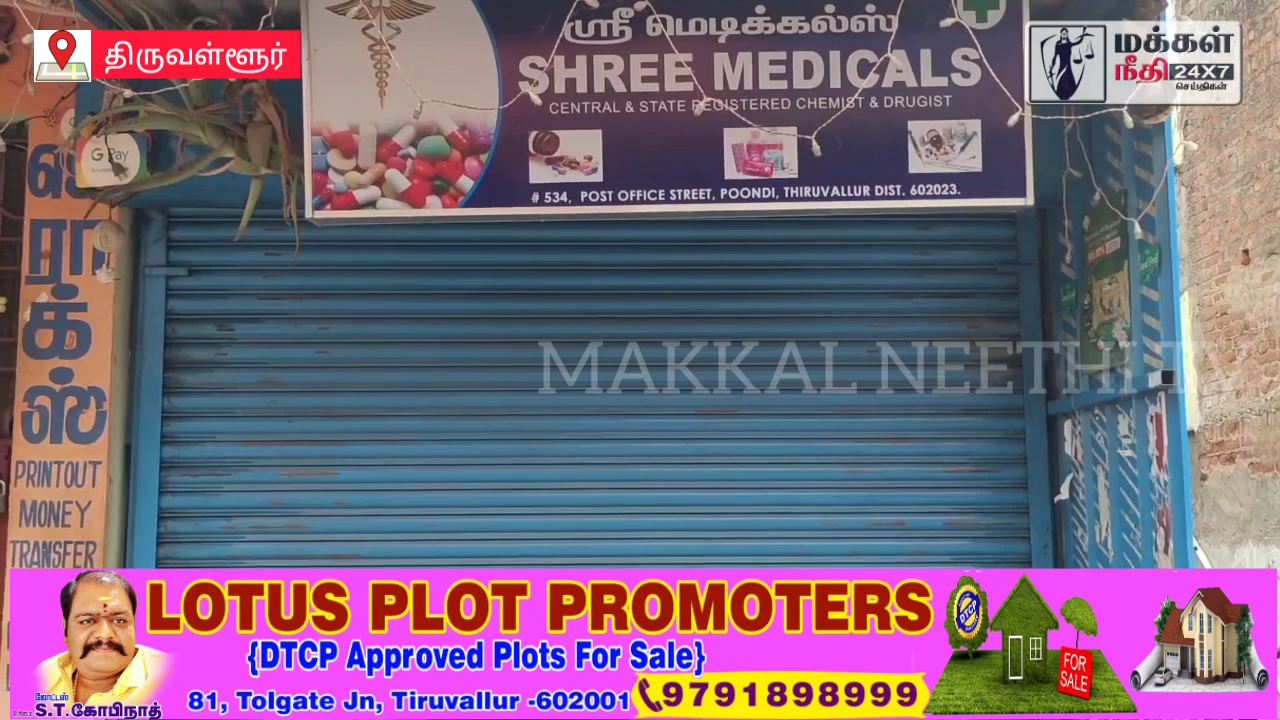 திருவள்ளூர்
ஸ்ரீ மெடிக்கல்ஸ்
SHREE MEDICALS
CENTRAL & STATE REGISTERED CHEMIST & DRUGIST
# 534, POST OFFICE STREET, POONDI, THIRUVALLUR DIST. 602023.
மக்கள்
நீதி 24X7
செய்திகள்
G Pay
ராக்ஸ்
PRINTOUT
MONEY
TRANSFER
MAKKAL NEETHI TV
LOTUS PLOT PROMOTERS
{DTCP Approved Plots For Sale}
81, Tolgate Jn, Tiruvallur -602001
9791898999
லோட்டஸ்
S.T.கோபிநாத்
DTCP
FOR
SALE